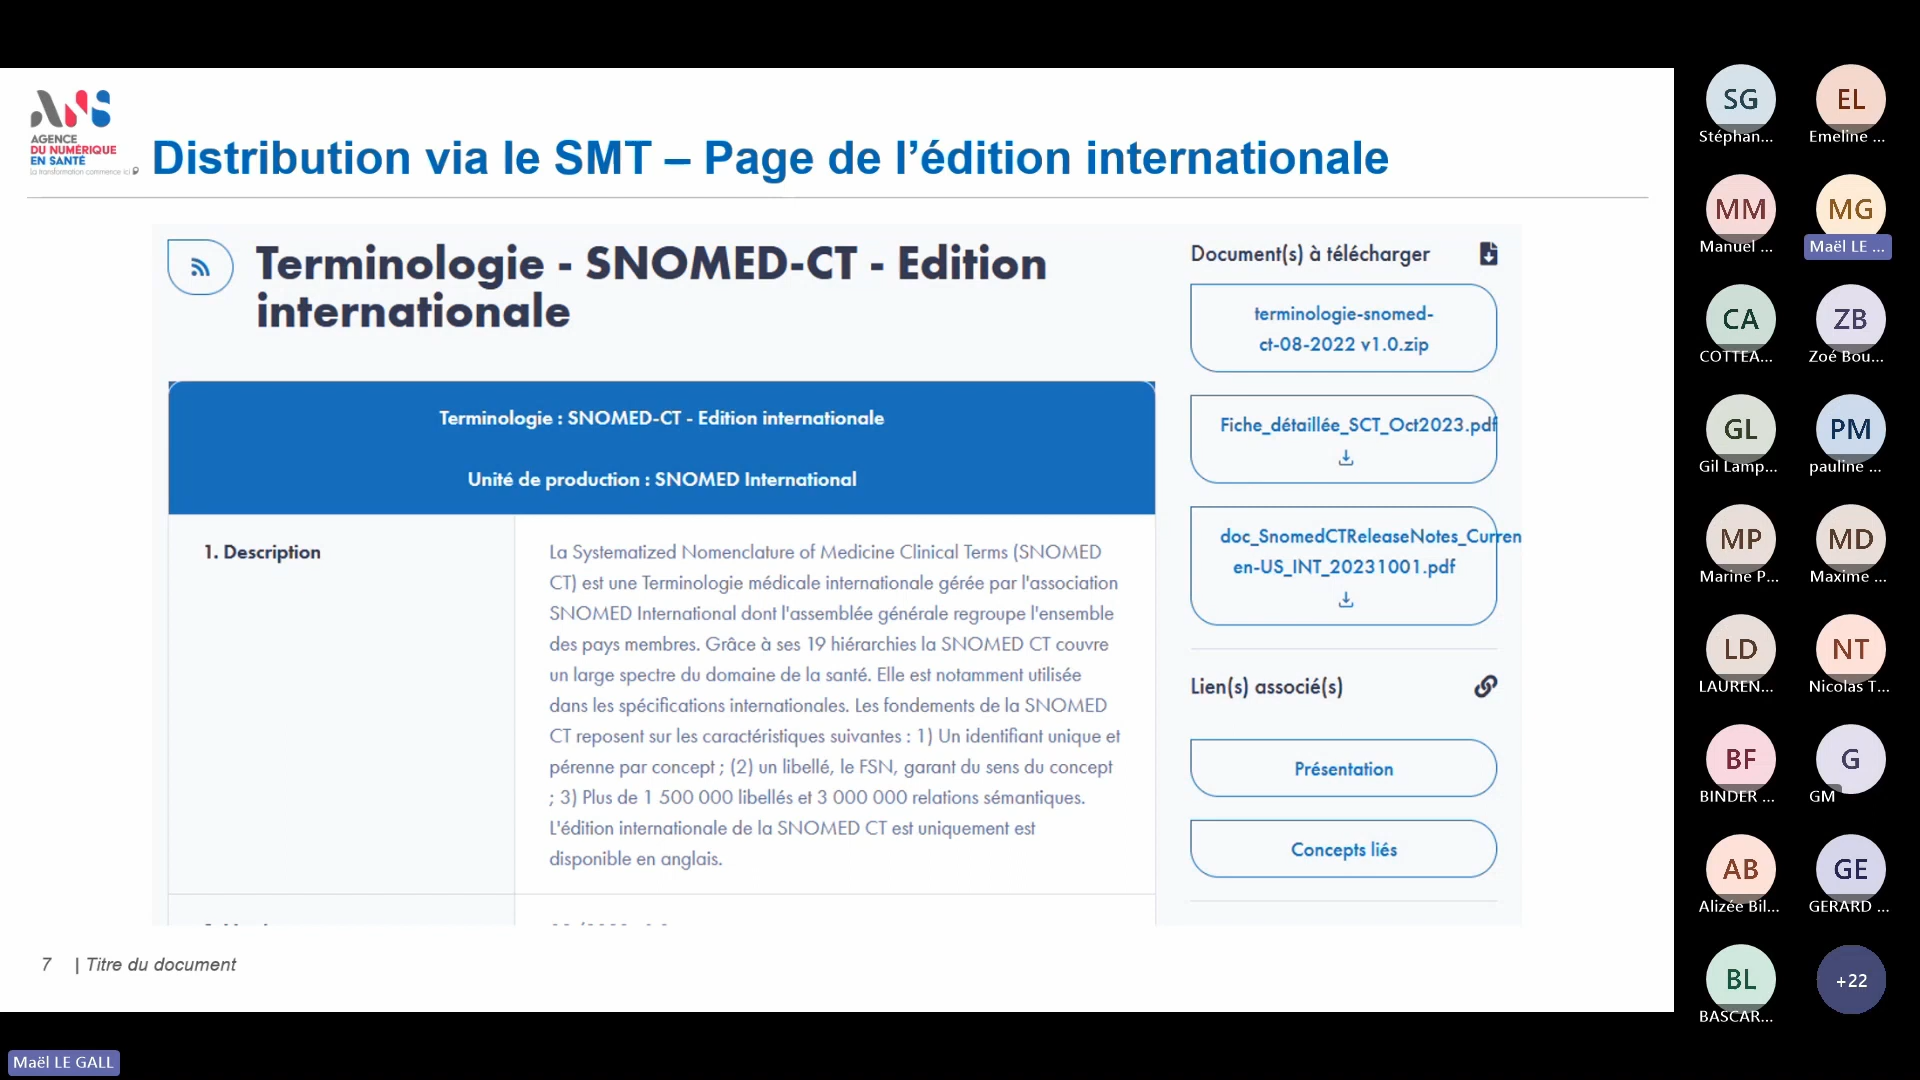 ANS
AGENCE
DU NUMÉRIQUE
EN SANTÉ
La transformation commence ici
Distribution via le SMT – Page de l’édition internationale
Terminologie - SNOMED-CT - Edition
internationale
Terminologie : SNOMED-CT - Edition internationale
Unité de production : SNOMED International
1. Description
La Systematized Nomenclature of Medicine Clinical Terms (SNOMED
CT) est une Terminologie médicale internationale gérée par l'association
SNOMED International dont l'assemblée générale regroupe l'ensemble
des pays membres. Grâce à ses 19 hiérarchies la SNOMED CT couvre
un large spectre du domaine de la santé. Elle est notamment utilisée
dans les spécifications internationales. Les fondements de la SNOMED
CT reposent sur les caractéristiques suivantes : 1) Un identifiant unique et
pérenne par concept ; (2) un libellé, le FSN, garant du sens du concept
; 3) Plus de 1 500 000 libellés et 3 000 000 relations sémantiques.
L'édition internationale de la SNOMED CT est uniquement est
disponible en anglais.
Document(s) à télécharger
terminologie-snomed-
ct-08-2022 v1.0.zip
Fiche_détaillée_SCT_Oct2023.pdf
doc_SnomedCTReleaseNotes_Curren
en-US_INT_20231001.pdf
Lien(s) associé(s)
Présentation
Concepts liés
7 | Titre du document
Maël LE GALL
SG
Stéphan...
EL
Emeline ...
MM
Manuel ...
MG
Maël LE ...
CA
COTTEA...
ZB
Zoé Bou...
GL
Gil Lamp...
PM
pauline ...
MP
Marine P...
MD
Maxime ...
LD
LAUREN...
NT
Nicolas T...
BF
BINDER ...
G
GM
AB
Alizée Bil...
GE
GERARD ...
BL
BASCAR...
+22